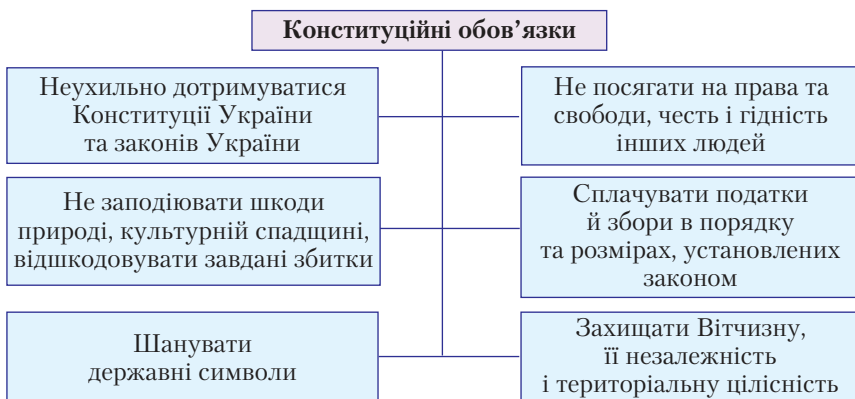 Конституційні обов’язки
Неухильно дотримуватися
Конституції України
та законів України
Не посягати на права та
свободи, честь і гідність
інших людей
Не заподіювати шкоди
природі, культурній спадщині,
відшкодовувати завдані збитки
Сплачувати податки
й збори в порядку
та розмірах, установлених
законом
Шанувати
державні символи
Захищати Вітчизну,
її незалежність
і територіальну цілісність